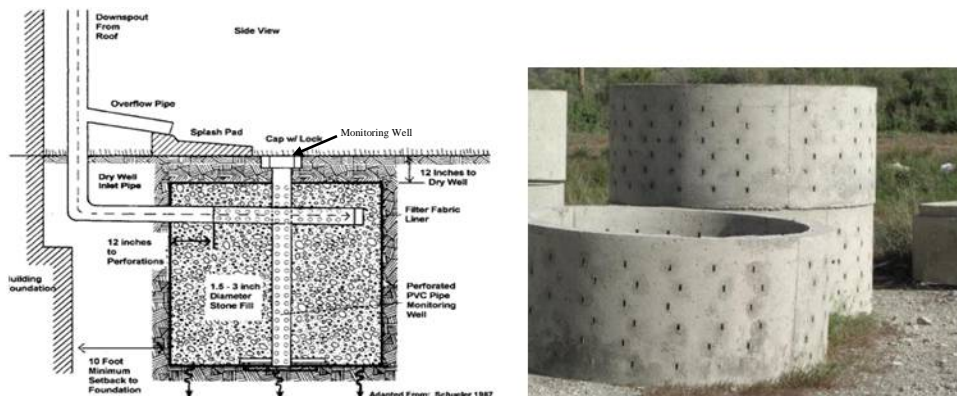 Downspout
From
Roof
Side View
Overflow Pipe
Splash Pad
Cap w/ Lock
Monitoring Well
Dry Well
Inlet Pipe
12 Inches to
Dry Well
Filter Fabric
Liner
12 inches
to
Perforations
Building
Foundation
1.5 - 3 inch
Diameter
Stone Fill
Perforated
PVC Pipe
Monitoring
Well
10 Foot
Minimum
Setback to
Foundation
Adapted From: Schueler 1987